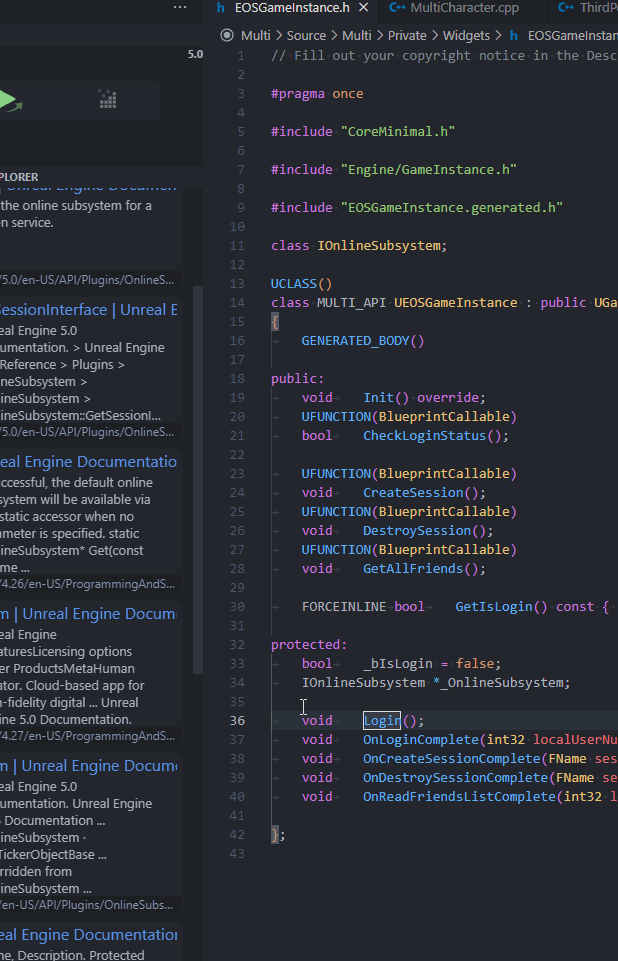 5.0
PLORER
| Unreal Engine Documen
the online subsystem for a
n service.
/5.0/en-US/API/Plugins/OnlineS...
SessionInterface | Unreal E
eal Engine 5.0
umentation. > Unreal Engine
Reference > Plugins >
ineSubsystem >
ineSubsystem >
ineSubsystem::GetSessionI...
/5.0/en-US/API/Plugins/OnlineS...
eal Engine Documentatio
ccessful, the default online
system will be available via
static accessor when no
meter is specified. static
ineSubsystem* Get(const
me ...
/4.26/en-US/ProgrammingAndS...
m | Unreal Engine Docum
eal Engine
aturesLicensing options
er ProductsMetaHuman
ator. Cloud-based app for
n-fidelity digital ... Unreal
ine 5.0 Documentation.
/4.27/en-US/ProgrammingAndS...
m | Unreal Engine Docum
eal Engine 5.0
umentation. Unreal Engine
Documentation ...
ineSubsystem ·
TickerObjectBase ...
rridden from
ineSubsystem ...
/en-US/API/Plugins/OnlineSubs...
eal Engine Documentation
ne, Description. Protected
h EOSGameInstance.h × C++ MultiCharacter.cpp C++ ThirdPe
Multi > Source > Multi > Private > Widgets > h EOSGameInstan
1 // Fill out your copyright notice in the Desc
2
3 #pragma once
4
5 #include "CoreMinimal.h"
6
7 #include "Engine/GameInstance.h"
8
9 #include "EOSGameInstance.generated.h"
10
11 class IOnlineSubsystem;
12
13 UCLASS()
14 class MULTI_API UEOSGameInstance : public UGa
15 {
16 GENERATED_BODY()
17
18 public:
19 void Init() override;
20 UFUNCTION(BlueprintCallable)
21 bool CheckLoginStatus();
22
23 UFUNCTION(BlueprintCallable)
24 void CreateSession();
25 UFUNCTION(BlueprintCallable)
26 void DestroySession();
27 UFUNCTION(BlueprintCallable)
28 void GetAllFriends();
29
30 FORCEINLINE bool GetIsLogin() const {
31
32 protected:
33 bool _bIsLogin = false;
34 IOnlineSubsystem *_OnlineSubsystem;
35
36 void Login();
37 void OnLoginComplete(int32 localUserNu
38 void OnCreateSessionComplete(FName ses
39 void OnDestroySessionComplete(FName se
40 void OnReadFriendsListComplete(int32 l
41
42 };
43